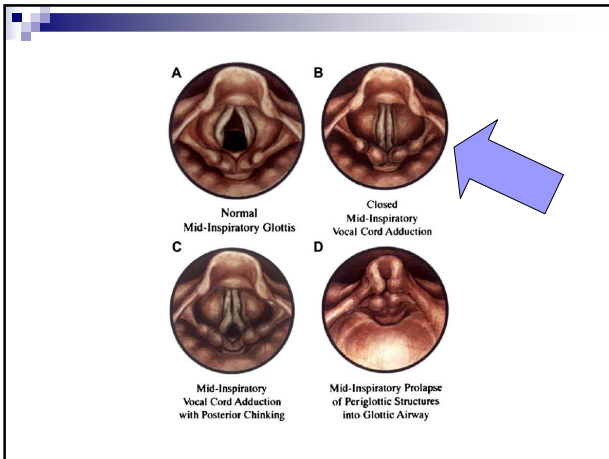 A
B
Normal
Mid-Inspiratory Glottis
Closed
Mid-Inspiratory
Vocal Cord Adduction
C
D
Mid-Inspiratory
Vocal Cord Adduction
with Posterior Chinking
Mid-Inspiratory Prolapse
of Periglottic Structures
into Glottic Airway